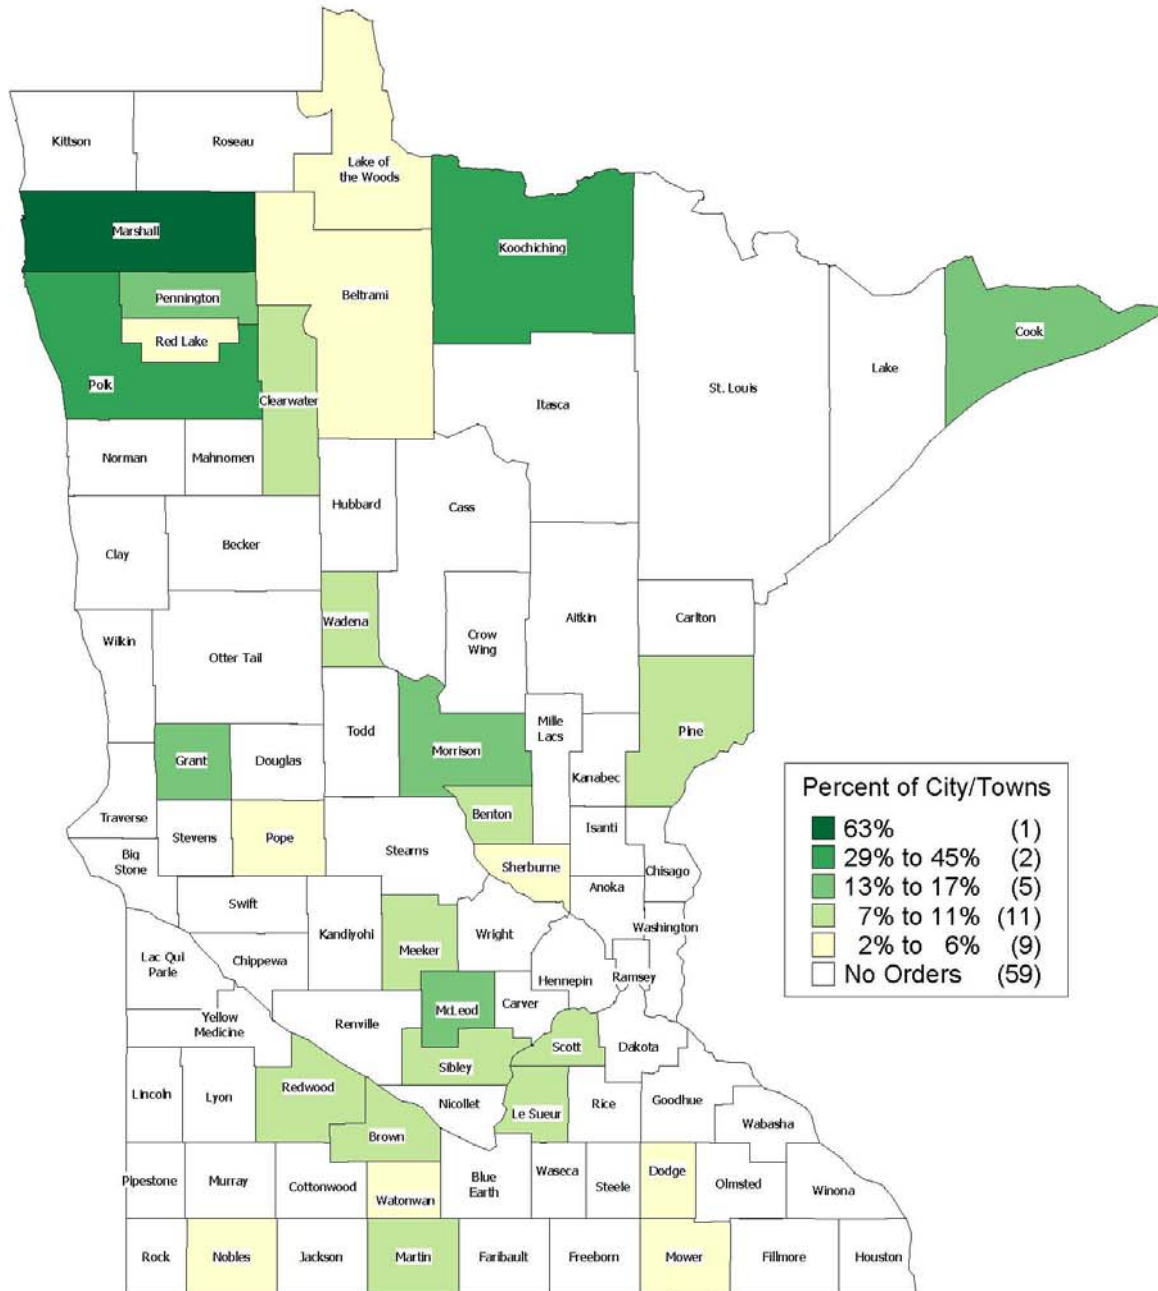 Kittson
Roseau
Lake of
the Woods
Marshall
Koochiching
Pennington
Beltrami
Red Lake
Cook
Polk
Clearwater
Lake
St. Louis
Itasca
Norman
Mahnomen
Hubbard
Cass
Clay
Becker
Wadena
Aitkin
Carlton
Wilkin
Crow
Wing
Otter Tail
Todd
Mille
Lacs
Pine
Morrison
Grant
Douglas
Kanabec
Traverse
Benton
Isanti
Stevens
Pope
Stearns
Big
Stone
Sherburne
Chisago
Anoka
Swift
Kandiyohi
Wright
Washington
Meeker
Lac Qui
Parle
Chippewa
Hennepin
Ramsey
McLeod
Carver
Yellow
Medicine
Renville
Scott
Dakota
Sibley
Redwood
Lincoln
Lyon
Nicollet
Le Sueur
Rice
Goodhue
Wabasha
Brown
Pipestone
Murray
Cottonwood
Watonwan
Blue
Earth
Waseca
Steele
Dodge
Olmsted
Winona
Rock
Nobles
Jackson
Martin
Faribault
Freeborn
Mower
Fillmore
Houston
Percent of City/Towns
63% (1)
29% to 45% (2)
13% to 17% (5)
7% to 11% (11)
2% to 6% (9)
No Orders (59)